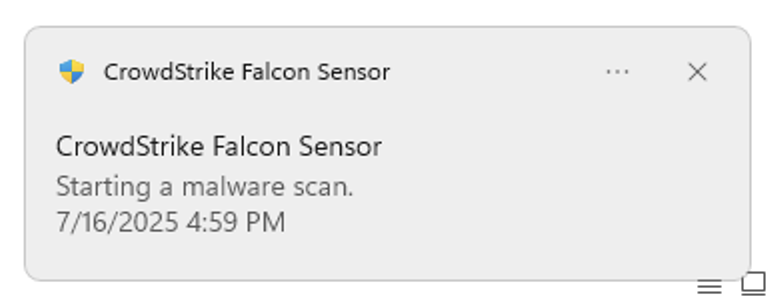 CrowdStrike Falcon Sensor
CrowdStrike Falcon Sensor
Starting a malware scan.
7/16/2025 4:59 PM